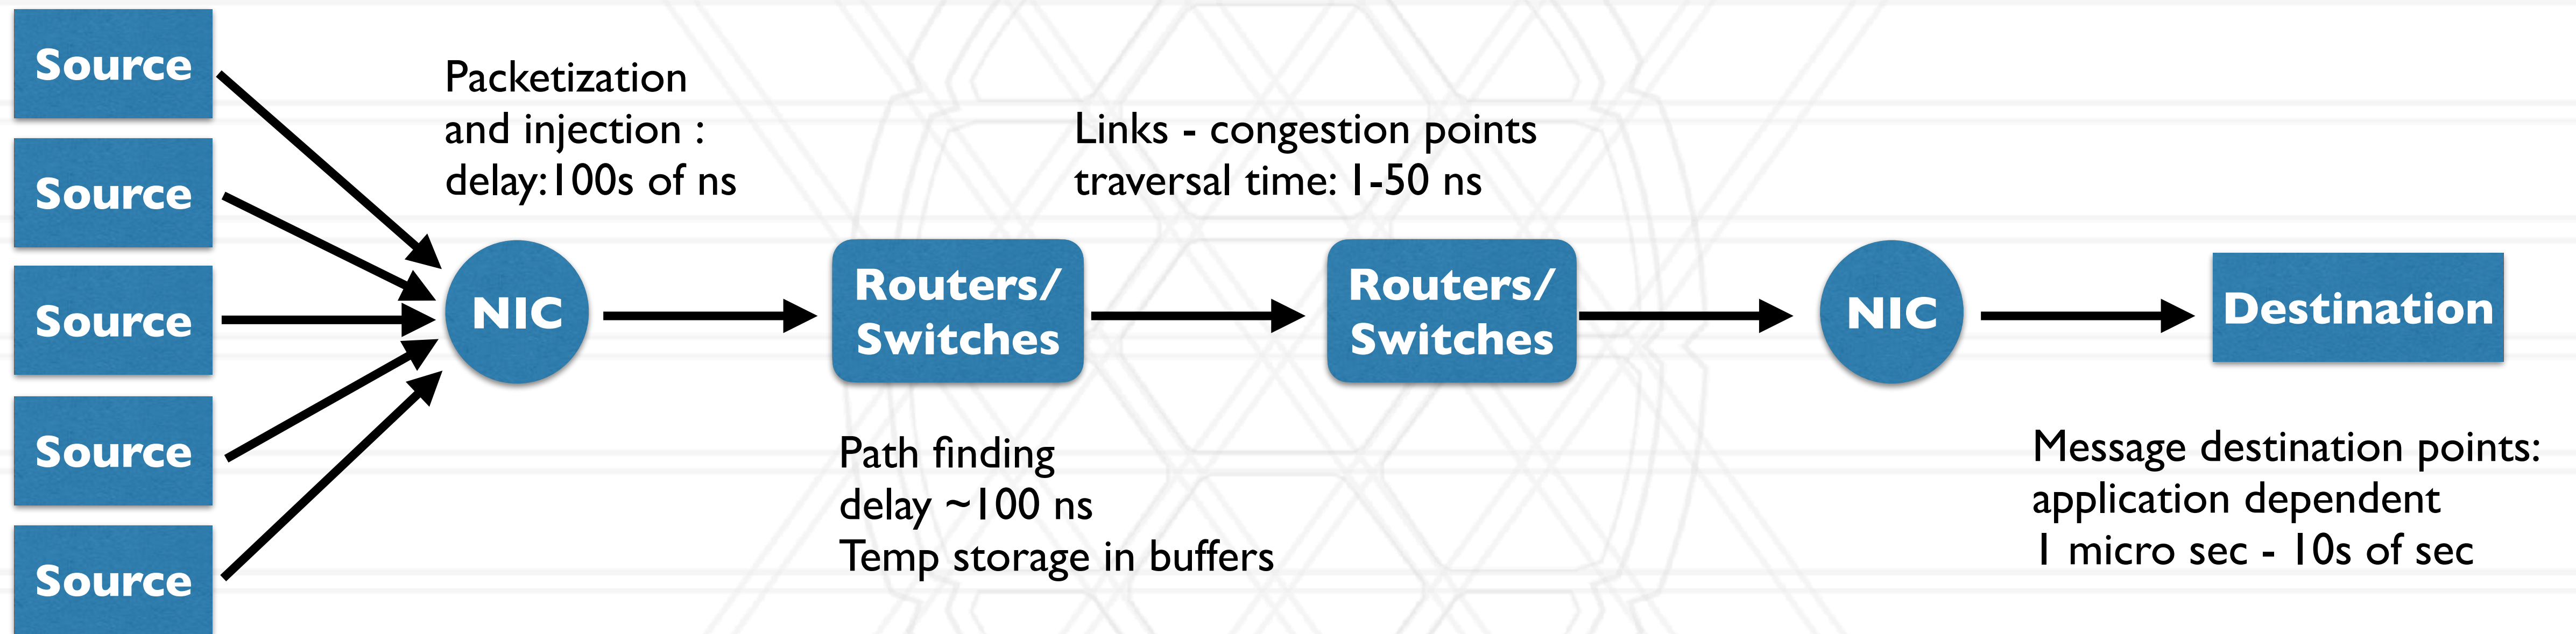 Source
Source
Source
Source
Source
Packetization
and injection :
delay:100s of ns
NIC
Links - congestion points
traversal time: 1-50 ns
Routers/
Switches
Path finding
delay ~100 ns
Temp storage in buffers
Routers/
Switches
NIC
Destination
Message destination points:
application dependent
1 micro sec - 10s of sec